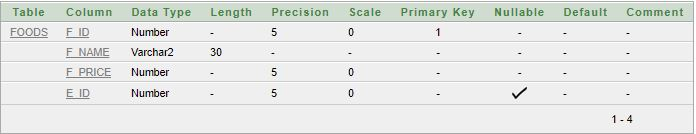 Table Column Data Type Length Precision Scale Primary Key Nullable Default Comment
FOODS F_ID Number - 5 0 1 - - -
F_NAME Varchar2 30 - - - - - -
F_PRICE Number - 5 0 - - - -
E_ID Number - 5 0 - ✓ - -
1 - 4